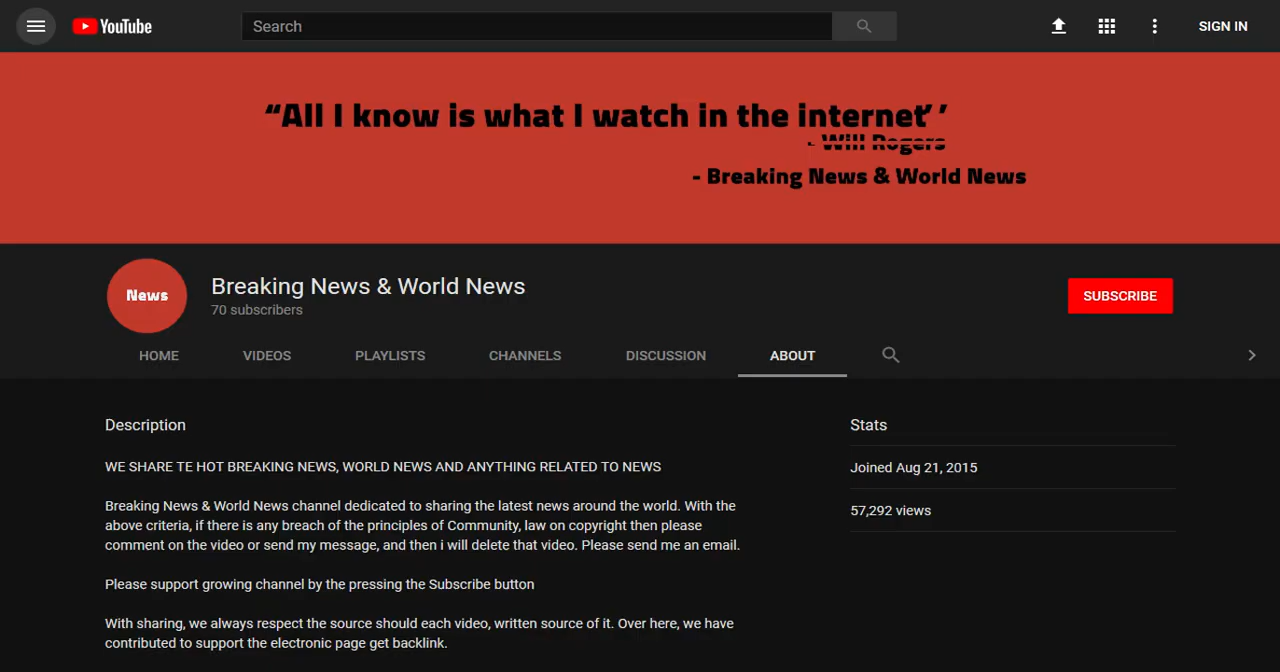 YouTube
Search
SIGN IN
“All I know is what I watch in the internet’’
- Will Rogers
- Breaking News & World News
News
Breaking News & World News
70 subscribers
SUBSCRIBE
HOME VIDEOS PLAYLISTS CHANNELS DISCUSSION ABOUT
Description
WE SHARE TE HOT BREAKING NEWS, WORLD NEWS AND ANYTHING RELATED TO NEWS
Breaking News & World News channel dedicated to sharing the latest news around the world. With the
above criteria, if there is any breach of the principles of Community, law on copyright then please
comment on the video or send my message, and then i will delete that video. Please send me an email.
Please support growing channel by the pressing the Subscribe button
With sharing, we always respect the source should each video, written source of it. Over here, we have
contributed to support the electronic page get backlink.
Stats
Joined Aug 21, 2015
57,292 views